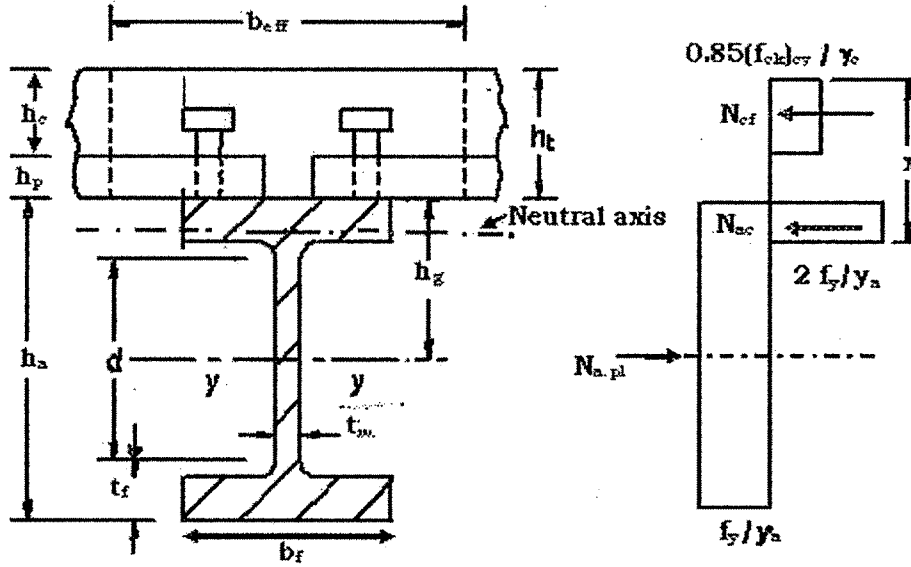 b_eff
0.85(f_ck)_cy / γ_c
h_c
N_cf
h_t
x
h_p
Neutral axis
N_ac
h_g
2 f_y/γ_a
h_a
d
N_a.pl
y y
t_w
t_f
b_f
f_y/γ_a